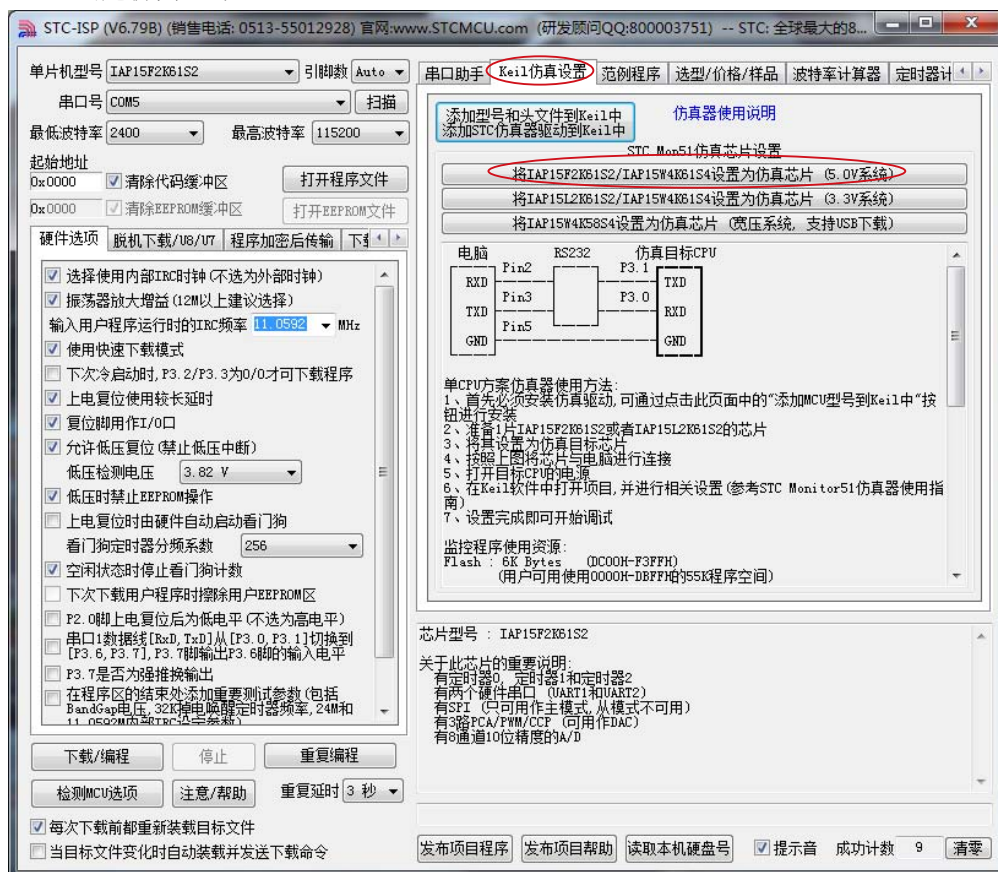 STC-ISP (V6.79B) (销售电话: 0513-55012928) 官网:www.STCMCU.com (研发顾问QQ:800003751) -- STC: 全球最大的8...
单片机型号 IAP15F2K61S2 引脚数 Auto
串口号 COM5 扫描
最低波特率 2400 最高波特率 115200
起始地址
0x0000 清除代码缓冲区 打开程序文件
0x0000 清除EEPROM缓冲区 打开EEPROM文件
硬件选项 脱机下载/U8/U7 程序加密后传输
选择使用内部IRC时钟(不选为外部时钟)
振荡器放大增益(12M以上建议选择)
输入用户程序运行时的IRC频率 11.0592 MHz
使用快速下载模式
下次冷启动时,P3.2/P3.3为0/0才可下载程序
上电复位使用较长延时
复位脚用作I/O口
允许低压复位(禁止低压中断)
低压检测电压 3.82 V
低压时禁止EEPROM操作
上电复位时由硬件自动启动看门狗
看门狗定时器分频系数 256
空闲状态时停止看门狗计数
下次下载用户程序时擦除用户EEPROM区
P2.0脚上电复位后为低电平(不选为高电平)
串口1数据线[RxD,TxD]从[P3.0,P3.1]切换到
[P3.6,P3.7],P3.7脚输出P3.6脚的输入电平
P3.7是否为强推挽输出
在程序区的结束处添加重要测试参数(包括
BandGap电压,32K掉电唤醒定时器频率,24M和
11.0592M内部IRC设定参数)
下载/编程 停止 重复编程
检测MCU选项 注意/帮助 重复延时 3 秒
每次下载前都重新装载目标文件
当目标文件变化时自动装载并发送下载命令
串口助手 Keil仿真设置 范例程序 选型/价格/样品 波特率计算器 定时器计
添加型号和头文件到Keil中
添加STC仿真器驱动到Keil中
仿真器使用说明
STC Mon51仿真芯片设置
将IAP15F2K61S2/IAP15W4K61S4设置为仿真芯片 (5.0V系统)
将IAP15L2K61S2/IAP15W4K61S4设置为仿真芯片 (3.3V系统)
将IAP15W4K58S4设置为仿真芯片 (宽压系统, 支持USB下载)
电脑 RS232 仿真目标CPU
Pin2 P3.1
RXD TXD
Pin3 P3.0
TXD RXD
Pin5
GND GND
单CPU方案仿真器使用方法:
1、首先必须安装仿真驱动,可通过点击此页面中的"添加MCU型号到Keil中"按
钮进行安装
2、准备1片IAP15F2K61S2或者IAP15L2K61S2的芯片
3、将其设置为仿真目标芯片
4、按照上图将芯片与电脑进行连接
5、打开目标CPU的电源
6、在Keil软件中打开项目,并进行相关设置(参考STC Monitor51仿真器使用指
南)
7、设置完成即可开始调试
监控程序使用资源:
Flash : 6K Bytes (DC00H-F3FFH)
(用户可用使用0000H-DBFFH的55K程序空间)
芯片型号 : IAP15F2K61S2
关于此芯片的重要说明:
有定时器0, 定时器1和定时器2
有两个硬件串口 (UART1和UART2)
有SPI (只可用作主模式,从模式不可用)
有3路PCA/PWM/CCP (可用作DAC)
有8通道10位精度的A/D
发布项目程序 发布项目帮助 读取本机硬盘号 提示音 成功计数 9 清零